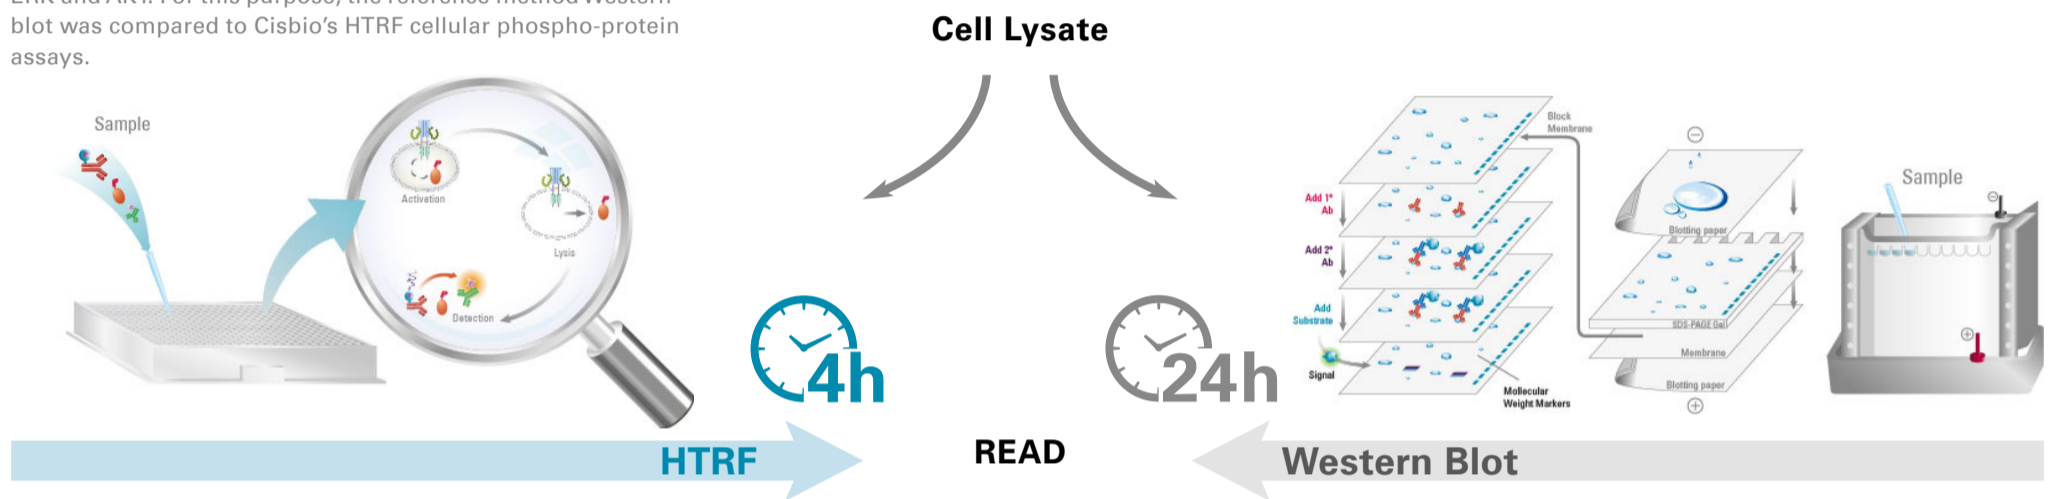 blot was compared to Cisbio's HTRF cellular phospho-protein
assays.
Cell Lysate
Sample
Activation
Lysis
Detection
4h
24h
Block
Membrane
Add 1°
Ab
Add 2°
Ab
Add
Substrate
Signal
Mollecular
Weight Markers
Blotting paper
SDS-PAGE Gel
Membrane
Blotting paper
Sample
HTRF
READ
Western Blot